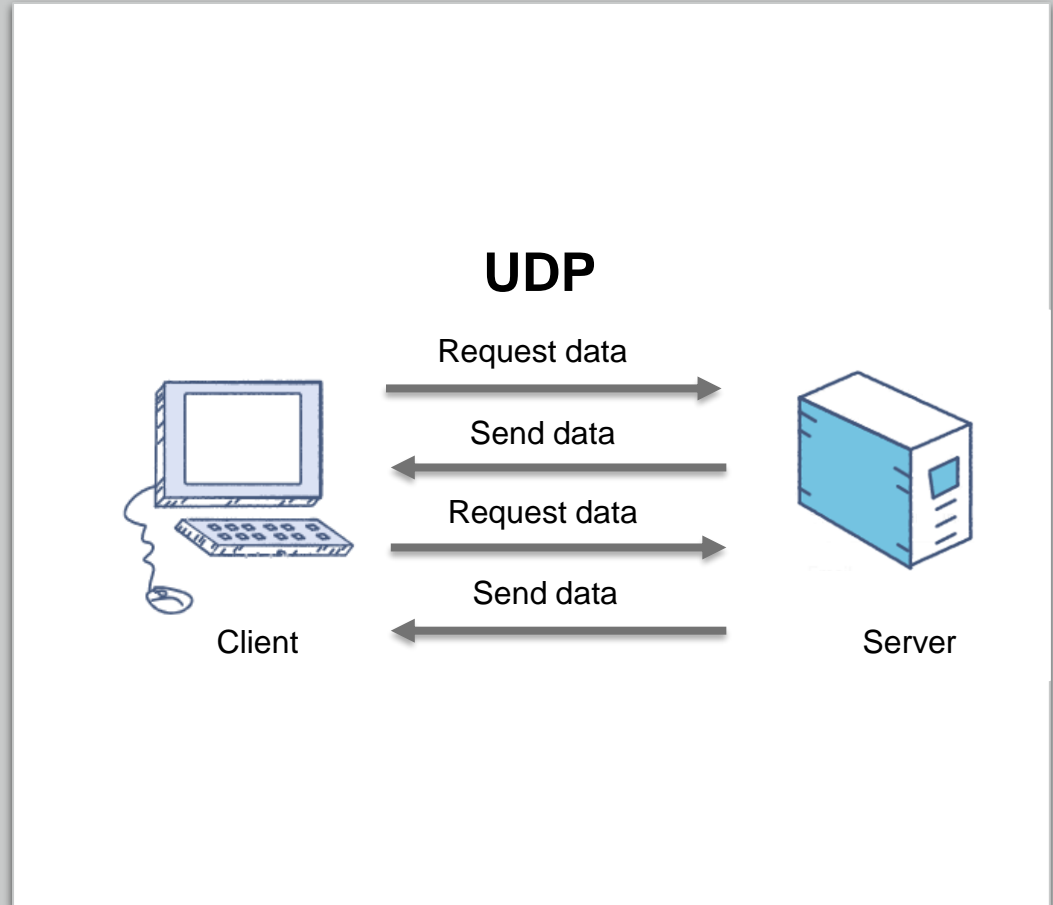 UDP
Request data
Send data
Request data
Send data
Client
Server